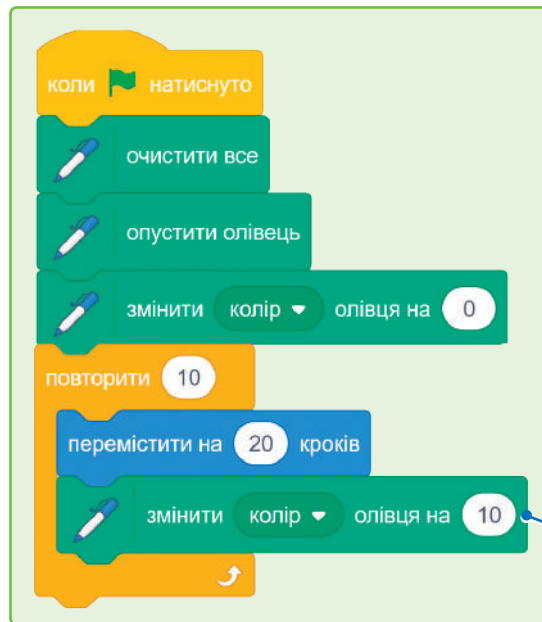 коли натиснуто
очистити все
опустити олівець
змінити колір олівця на 0
повторити 10
перемістити на 20 кроків
змінити колір олівця на 10